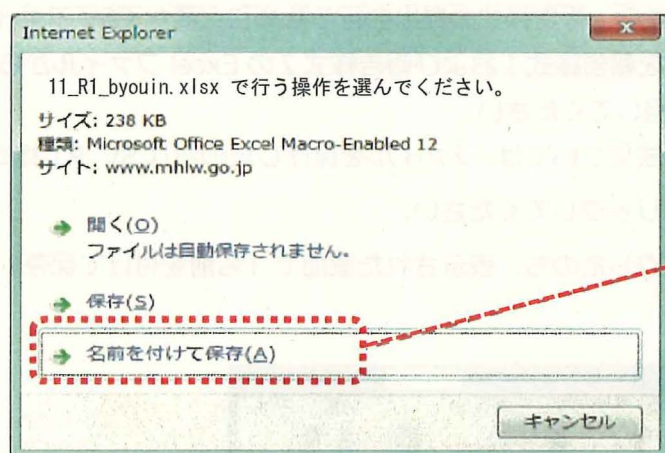 Internet Explorer
11_R1_byouin.xlsx で行う操作を選んでください。
サイズ: 238 KB
種類: Microsoft Office Excel Macro-Enabled 12
サイト: www.mhlw.go.jp
開く(O)
ファイルは自動保存されません。
保存(S)
名前を付けて保存(A)
キャンセル